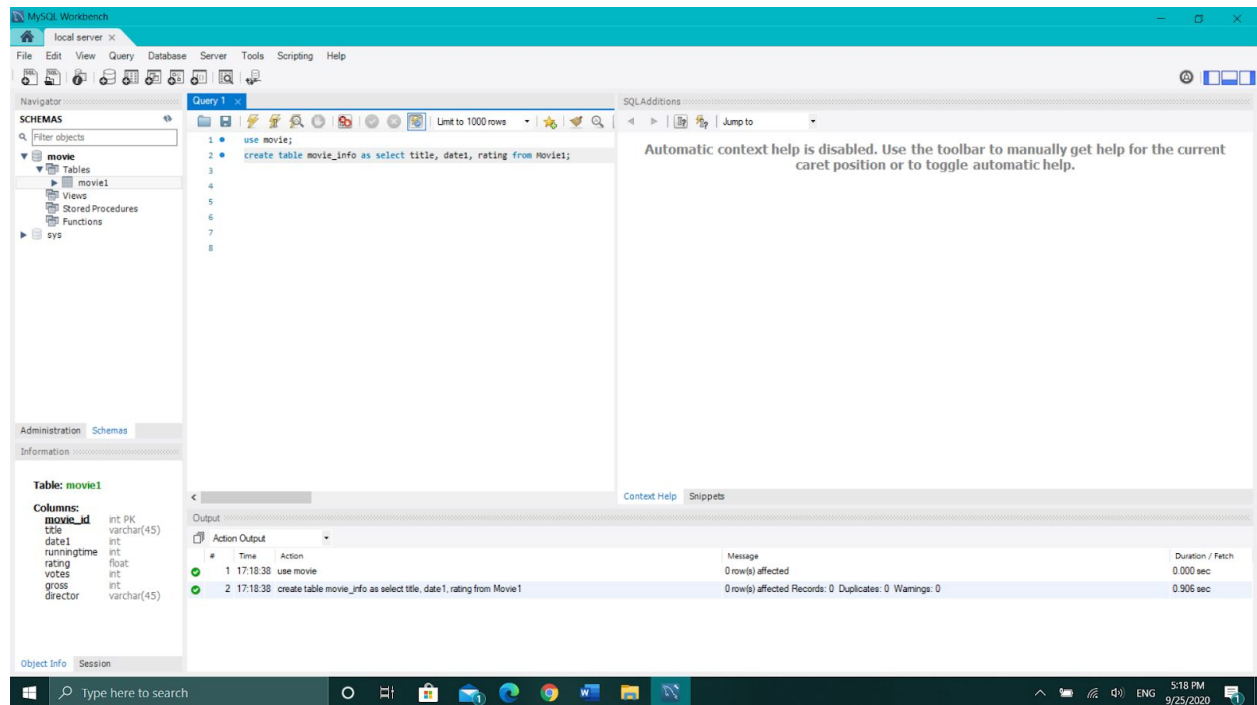 MySQL Workbench
local server
File Edit View Query Database Server Tools Scripting Help
Navigator
SCHEMAS
Filter objects
movie
Tables
movie1
Views
Stored Procedures
Functions
sys
Administration Schemas
Information
Table: movie1
Columns:
movie_id int PK
title varchar(45)
date1 int
runningtime int
rating float
votes int
gross int
director varchar(45)
Object Info Session
Query 1
Limit to 1000 rows
1 use movie;
2 create table movie_info as select title, date1, rating from Movie1;
3
4
5
6
7
8
SQLAdditions
Jump to
Automatic context help is disabled. Use the toolbar to manually get help for the current
caret position or to toggle automatic help.
Context Help Snippets
Output
Action Output
# Time Action Message Duration / Fetch
1 17:18:38 use movie 0 row(s) affected 0.000 sec
2 17:18:38 create table movie_info as select title, date1, rating from Movie1 0 row(s) affected Records: 0 Duplicates: 0 Warnings: 0 0.906 sec
Type here to search
ENG
5:18 PM
9/25/2020